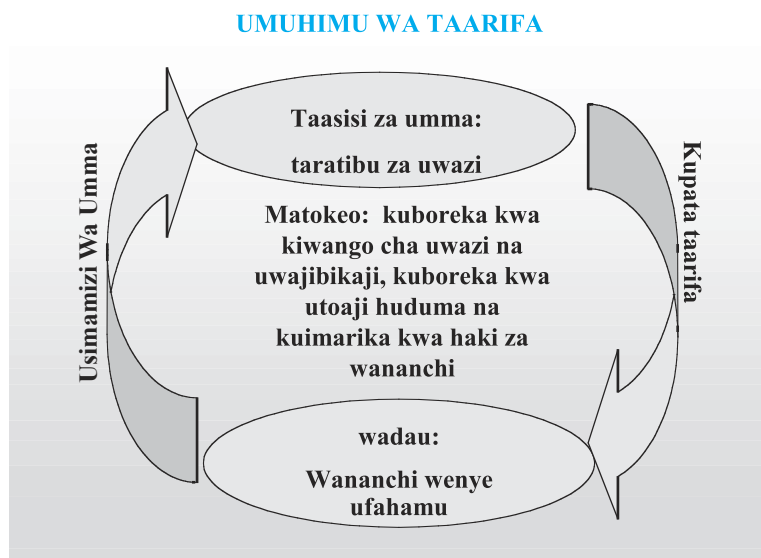 UMUHIMU WA TAARIFA
Taasisi za umma:
taratibu za uwazi
Usimamizi Wa Umma
Kupata taarifa
Matokeo: kuboreka kwa
kiwango cha uwazi na
uwajibikaji, kuboreka kwa
utoaji huduma na
kuimarika kwa haki za
wananchi
wadau:
Wananchi wenye
ufahamu